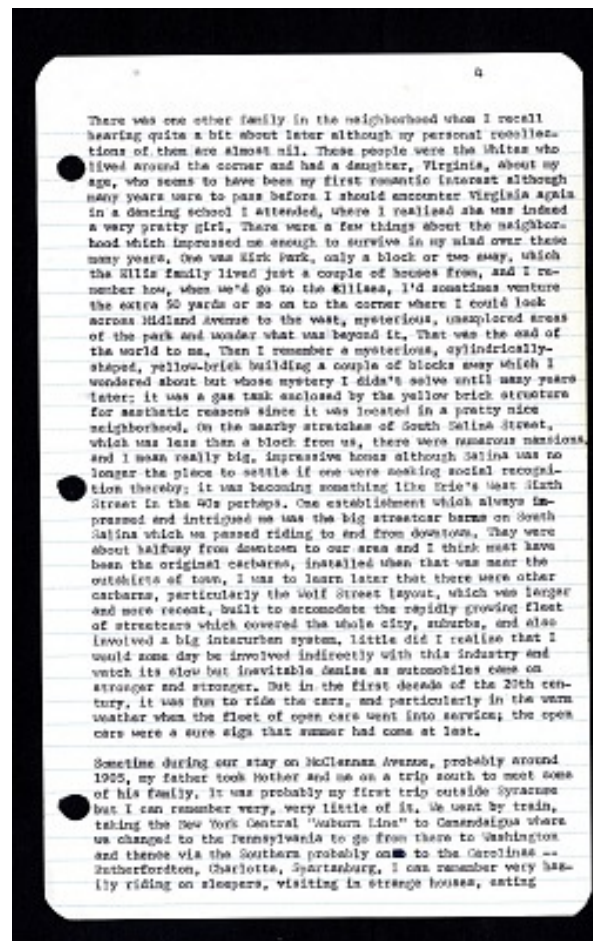 4
There was one other family in the neighborhood whom I recall
hearing quite a bit about later although my personal recollec-
tions of them are almost nil. These people were the Whites who
lived around the corner and had a daughter, Virginia, about my
age, who seems to have been my first romantic interest although
many years were to pass before I should encounter Virginia again
in a dancing school I attended, where I realized she was indeed
a very pretty girl. There were a few things about the neighbor-
hood which impressed me enough to survive in my mind over these
many years. One was Kirk Park, only a block or two away, which
the Ellis family lived just a couple of houses from, and I re-
member how, when we'd go to the Ellises, I'd sometimes venture
the extra 50 yards or so on to the corner where I could look
across Midland Avenue to the vast, mysterious, unexplored areas
of the park and wonder what was beyond it. That was the end of
the world to me. Then I remember a mysterious, cylindrically-
shaped, yellow-brick building a couple of blocks away which I
wondered about but whose mystery I didn't solve until many years
later; it was a gas tank enclosed by the yellow brick structure
for aesthetic reasons since it was located in a pretty nice
neighborhood. On the nearby stretches of South Salina Street,
which was less than a block from us, there were numerous mansions,
and I mean really big, impressive homes although Salina was no
longer the place to settle if one were seeking social recogni-
tion thereby; it was becoming something like Erie's West Sixth
Street in the 40s perhaps. One establishment which always im-
pressed and intrigued me was the big streetcar barns on South
Salina which we passed riding to and from downtown. They were
about halfway from downtown to our area and I think must have
been the original carbarns, installed when that was near the
outskirts of town. I was to learn later that there were other
carbarns, particularly the Wolf Street layout, which was larger
and more recent, built to accomodate the rapidly growing fleet
of streetcars which covered the whole city, suburbs, and also
involved a big interurban system. Little did I realize that I
would some day be involved indirectly with this industry and
watch its slow but inevitable demise as automobiles came on
stronger and stronger. But in the first decade of the 20th cen-
tury, it was fun to ride the cars, and particularly in the warm
weather when the fleet of open cars went into service; the open
cars were a sure sign that summer had come at last.
Sometime during our stay on McClennan Avenue, probably around
1905, my father took Mother and me on a trip south to meet some
of his family. It was probably my first trip outside Syracuse
but I can remember very, very little of it. We went by train,
taking the New York Central "Auburn Line" to Canandaigua where
we changed to the Pennsylvania to go from there to Washington
and thence via the Southern probably on to the Carolinas --
Rutherfordton, Charlotte, Spartanburg. I can remember very haz-
ily riding on sleepers, visiting in strange houses, eating